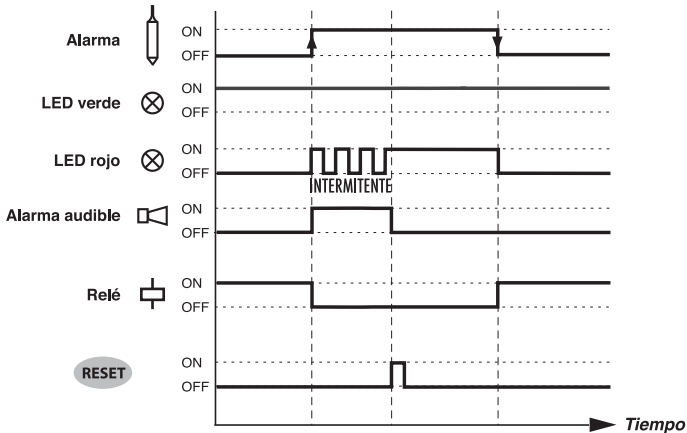 Alarma
ON
OFF
LED verde
ON
OFF
LED rojo
ON
OFF
INTERMITENTE
Alarma audible
ON
OFF
Relé
ON
OFF
RESET
ON
OFF
Tiempo